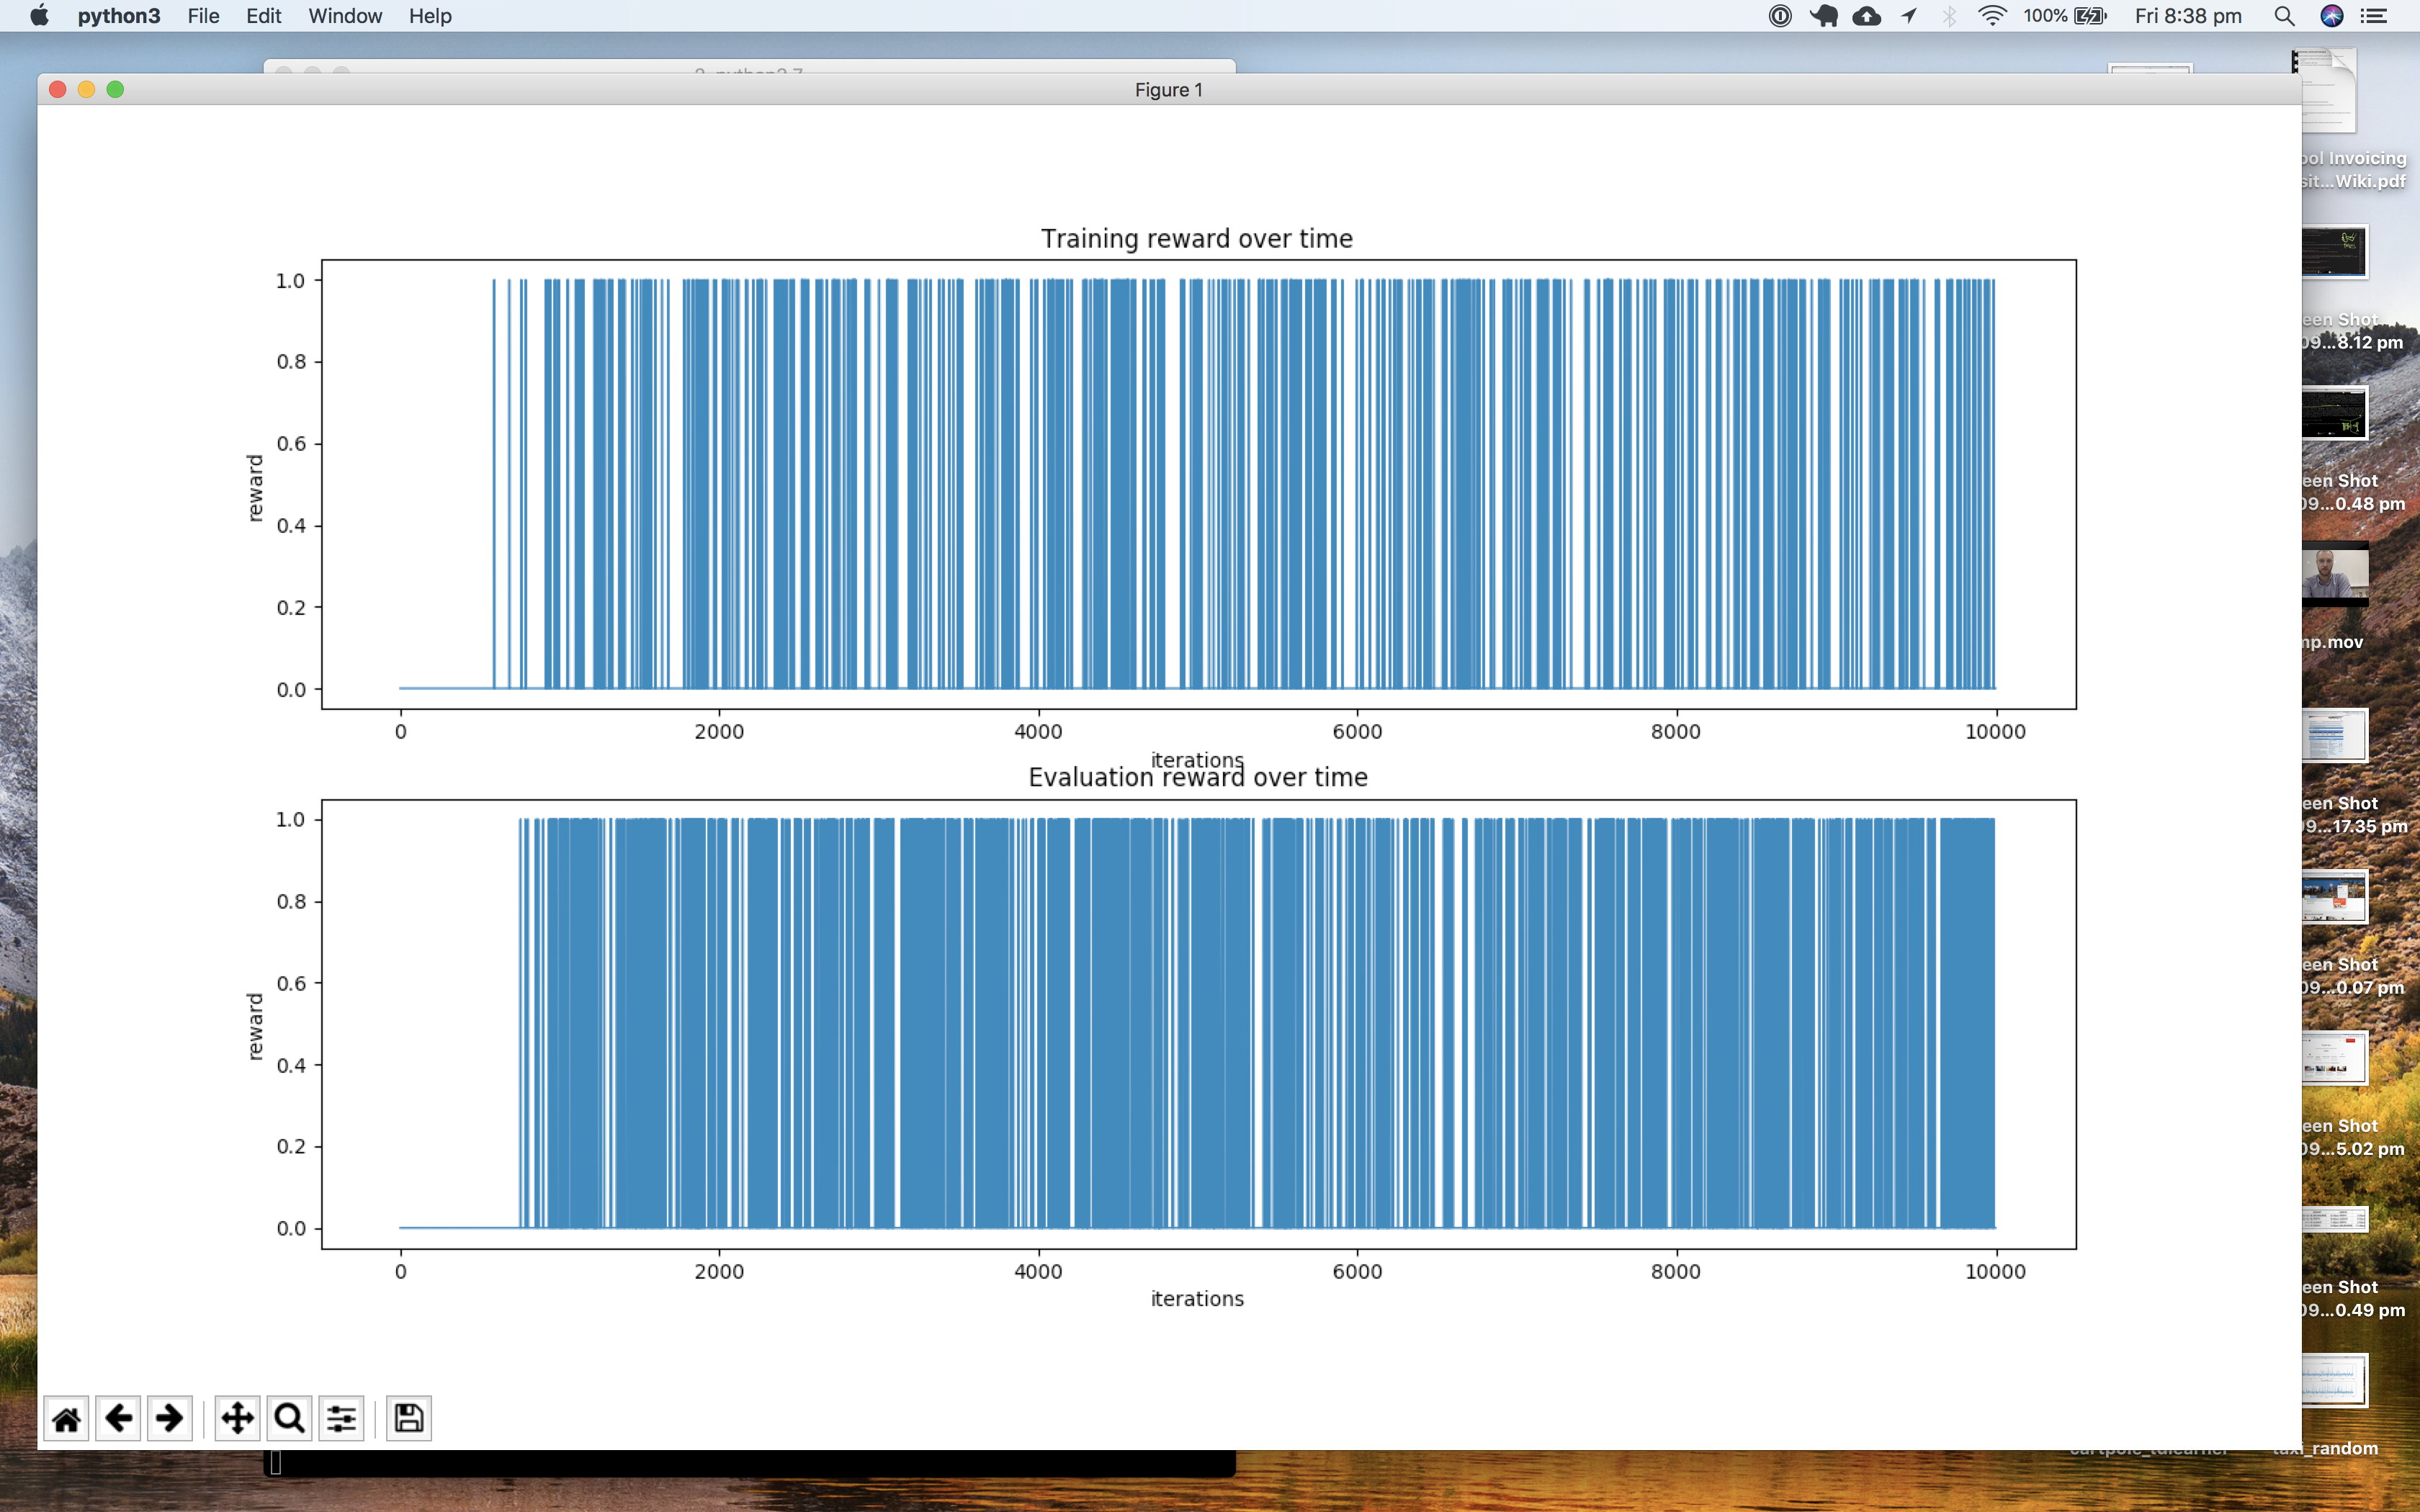 python3 File Edit Window Help 100% Fri 8:38 pm
Figure 1
Training reward over time
1.0
0.8
0.6
0.4
0.2
0.0
reward
0 2000 4000 6000 8000 10000
iterations
Evaluation reward over time
1.0
0.8
0.6
0.4
0.2
0.0
reward
0 2000 4000 6000 8000 10000
iterations
ool Invoicing
sit...Wiki.pdf
een Shot
09...8.12 pm
een Shot
09...0.48 pm
mp.mov
een Shot
09...17.35 pm
een Shot
09...0.07 pm
een Shot
09...5.02 pm
een Shot
09...0.49 pm
cartpole_tdlearner taxi_random